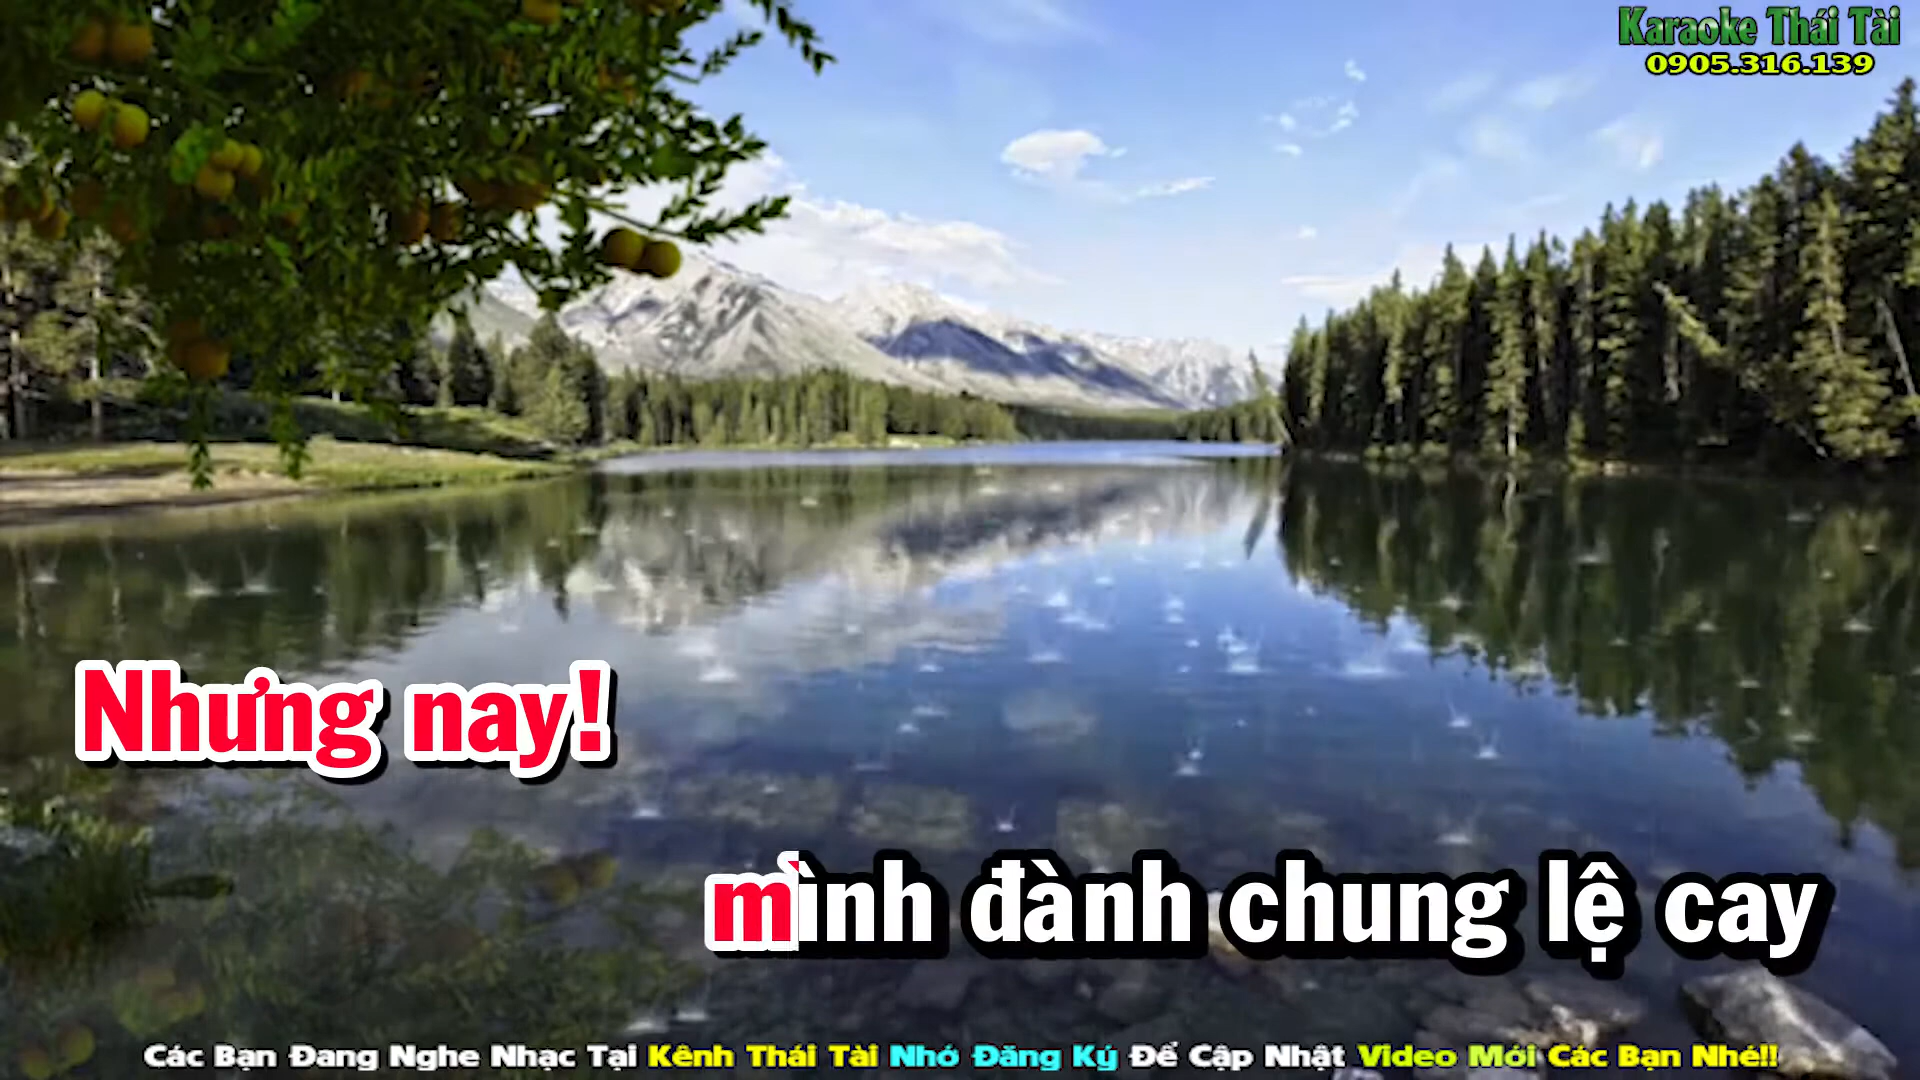 Karaoke Thái Tài
0905.316.139
Nhưng nay!
mình đành chung lệ cay
Các Bạn Đang Nghe Nhạc Tại Kênh Thái Tài Nhớ Đăng Ký Để Cập Nhật Video Mới Các Bạn Nhé!!